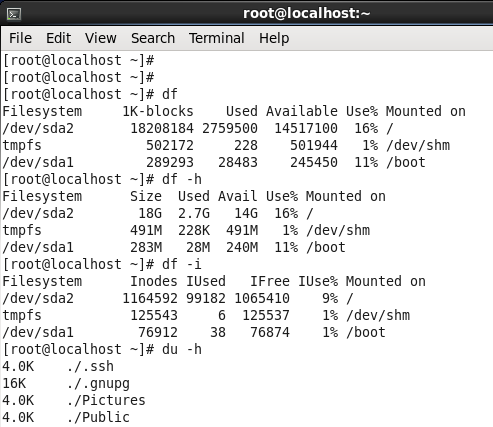 root@localhost:~
File Edit View Search Terminal Help
[root@localhost ~]#
[root@localhost ~]#
[root@localhost ~]# df
Filesystem     1K-blocks    Used Available Use% Mounted on
/dev/sda2       18208184 2759500  14517100  16% /
tmpfs             502172     228    501944   1% /dev/shm
/dev/sda1         289293   28483    245450  11% /boot
[root@localhost ~]# df -h
Filesystem      Size  Used Avail Use% Mounted on
/dev/sda2        18G  2.7G   14G  16% /
tmpfs           491M  228K  491M   1% /dev/shm
/dev/sda1       283M   28M  240M  11% /boot
[root@localhost ~]# df -i
Filesystem      Inodes IUsed   IFree IUse% Mounted on
/dev/sda2      1164592 99182 1065410    9% /
tmpfs           125543     6  125537    1% /dev/shm
/dev/sda1        76912    38   76874    1% /boot
[root@localhost ~]# du -h
4.0K    ./.ssh
16K     ./.gnupg
4.0K    ./Pictures
4.0K    ./Public